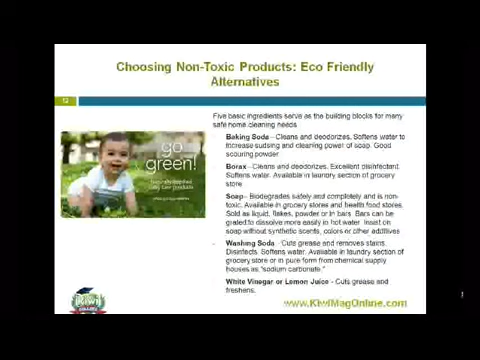 Choosing Non-Toxic Products: Eco Friendly
Alternatives
12
Five basic ingredients serve as the building blocks for many
safe home cleaning needs
go
green!
Baking Soda - Cleans and deodorizes. Softens water to
increase sudsing and cleaning power of soap. Good
scouring powder
Borax - Cleans and deodorizes. Excellent disinfectant.
Softens water. Available in laundry section of grocery
store
Soap - Biodegrades safely and completely and is non-
toxic. Available in grocery stores and health food stores.
Sold as liquid, flakes, powder or in bars. Bars can be
grated to dissolve more easily in hot water. Insist on
soap without synthetic scents, colors or other additives
Washing Soda - Cuts grease and removes stains.
Disinfects. Softens water. Available in laundry section of
grocery store or in pure form from chemical supply
houses as "sodium carbonate."
White Vinegar or Lemon Juice - Cuts grease and
freshens.
kiwi
www.KiwiMagOnline.com